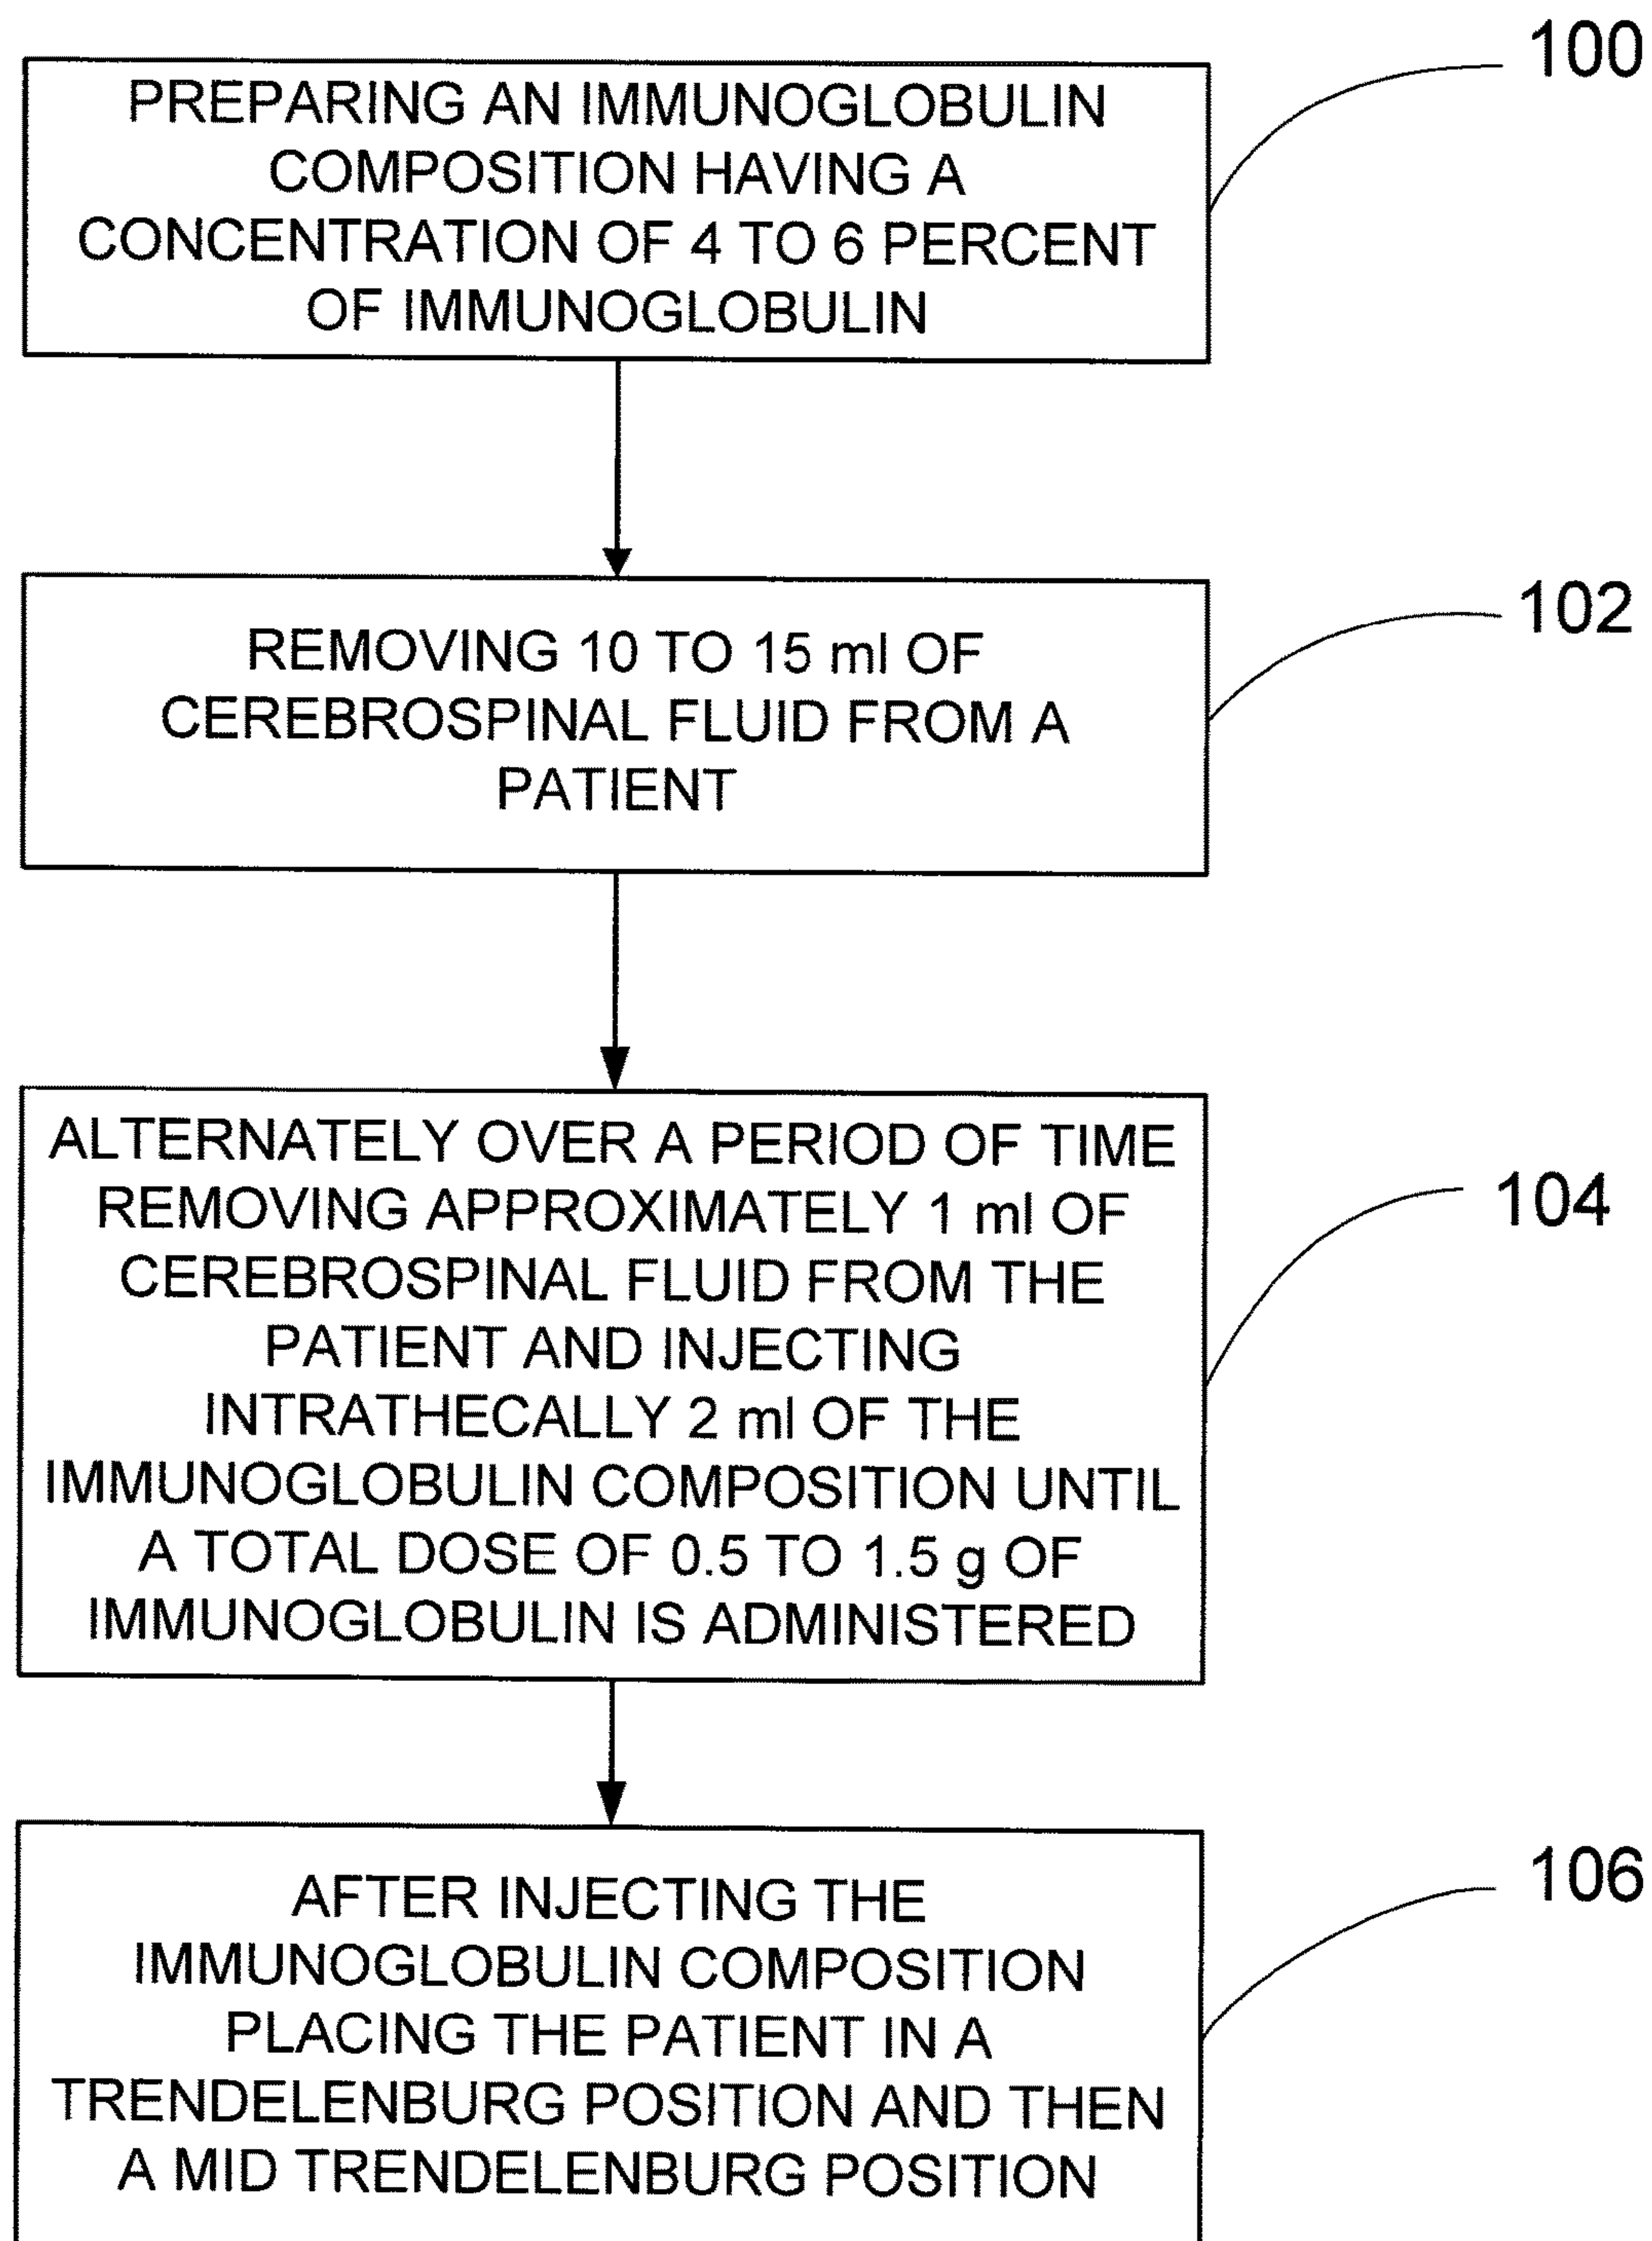 100
PREPARING AN IMMUNOGLOBULIN
COMPOSITION HAVING A
CONCENTRATION OF 4 TO 6 PERCENT
OF IMMUNOGLOBULIN
102
REMOVING 10 TO 15 ml OF
CEREBROSPINAL FLUID FROM A
PATIENT
104
ALTERNATELY OVER A PERIOD OF TIME
REMOVING APPROXIMATELY 1 ml OF
CEREBROSPINAL FLUID FROM THE
PATIENT AND INJECTING
INTRATHECALLY 2 ml OF THE
IMMUNOGLOBULIN COMPOSITION UNTIL
A TOTAL DOSE OF 0.5 TO 1.5 g OF
IMMUNOGLOBULIN IS ADMINISTERED
106
AFTER INJECTING THE
IMMUNOGLOBULIN COMPOSITION
PLACING THE PATIENT IN A
TRENDELENBURG POSITION AND THEN
A MID TRENDELENBURG POSITION